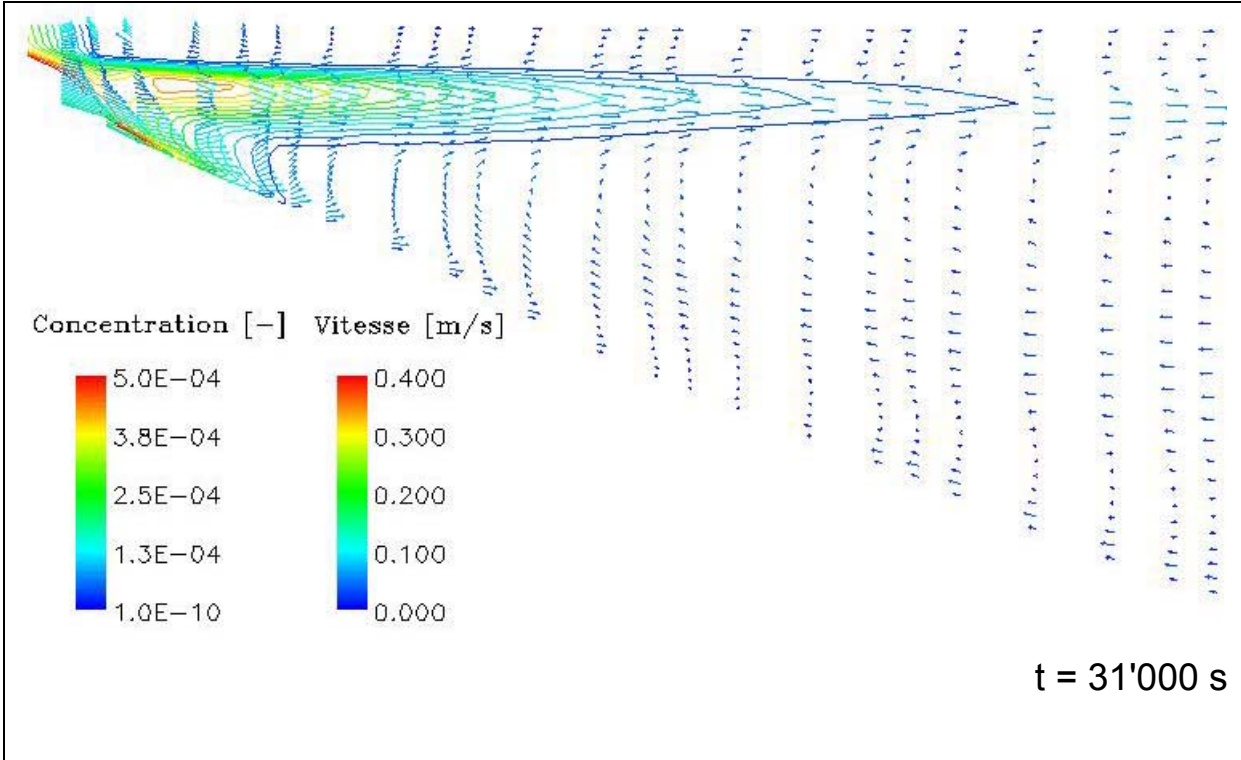 Concentration [-] Vitesse [m/s]
5.0E-04 0.400
3.8E-04 0.300
2.5E-04 0.200
1.3E-04 0.100
1.0E-10 0.000
t = 31'000 s